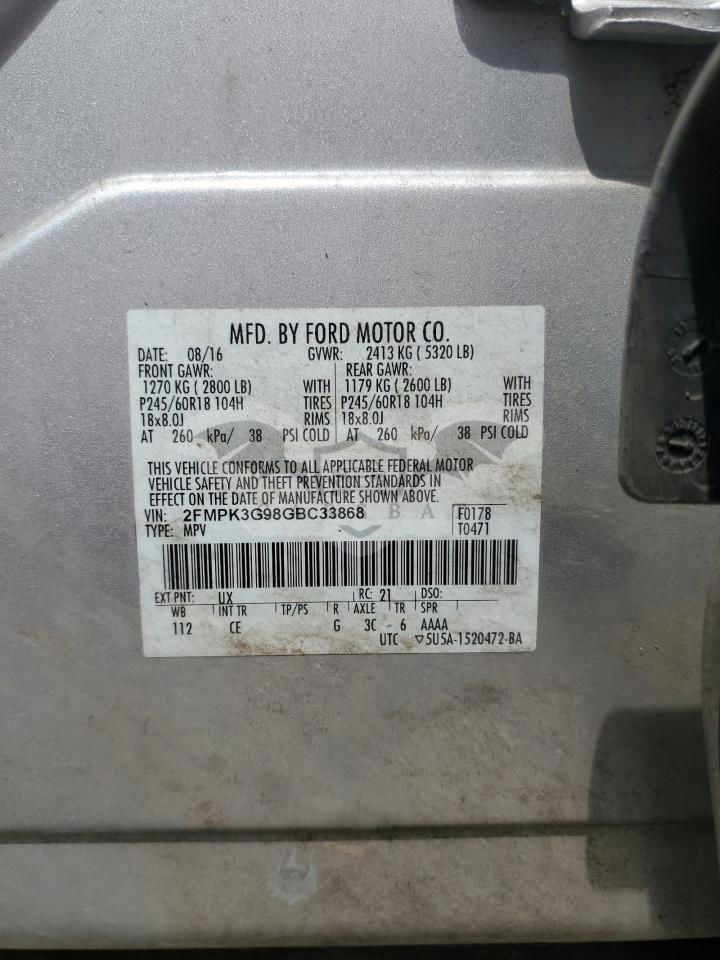 MFD. BY FORD MOTOR CO.
DATE: 08/16 GVWR: 2413 KG ( 5320 LB)
FRONT GAWR: REAR GAWR:
1270 KG ( 2800 LB) WITH 1179 KG ( 2600 LB) WITH
P245/60R18 104H TIRES P245/60R18 104H TIRES
18x8.0J RIMS 18x8.0J RIMS
AT 260 kPa/ 38 PSI COLD AT 260 kPa/ 38 PSI COLD
THIS VEHICLE CONFORMS TO ALL APPLICABLE FEDERAL MOTOR
VEHICLE SAFETY AND THEFT PREVENTION STANDARDS IN
EFFECT ON THE DATE OF MANUFACTURE SHOWN ABOVE.
VIN: 2FMPK3G98GBC33868 F0178
TYPE: MPV T0471
EXT PNT: UX RC: 21 DSO:
WB INT TR TP/PS R AXLE TR SPR
112 CE G 3C 6 AAAA
UTC ▽5U5A-1520472-BA